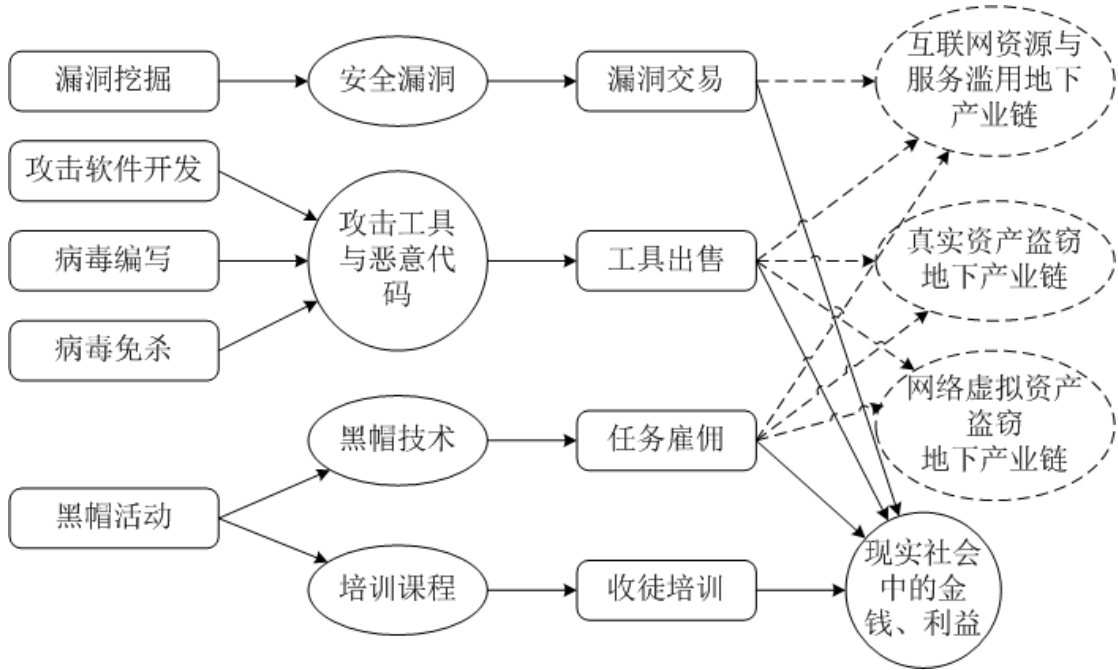 漏洞挖掘
安全漏洞
漏洞交易
互联网资源与
服务滥用地下
产业链
攻击软件开发
病毒编写
病毒免杀
攻击工具
与恶意代
码
工具出售
真实资产盗窃
地下产业链
网络虚拟资产
盗窃
地下产业链
黑帽活动
黑帽技术
任务雇佣
培训课程
收徒培训
现实社会
中的金
钱、利益